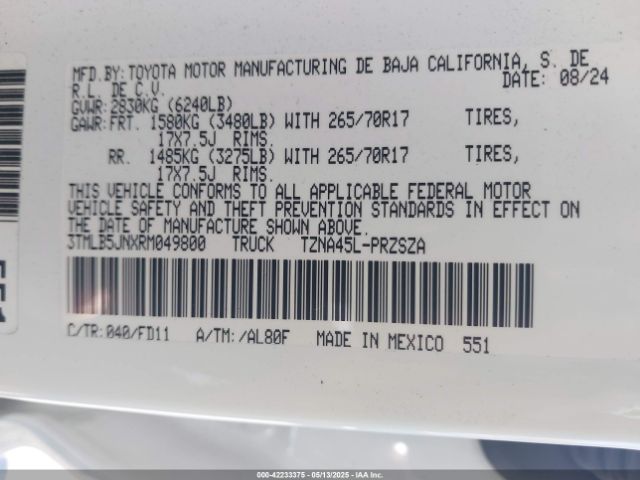 MFD.BY:TOYOTA MOTOR MANUFACTURING DE BAJA CALIFORNIA, S. DE
R.L. DE C.V. DATE: 08/24
GVWR:2830KG (6240LB)
GAWR:FRT. 1580KG (3480LB) WITH 265/70R17 TIRES,
17X7.5J RIMS.
RR. 1485KG (3275LB) WITH 265/70R17 TIRES,
17X7.5J RIMS.
THIS VEHICLE CONFORMS TO ALL APPLICABLE FEDERAL MOTOR
VEHICLE SAFETY AND THEFT PREVENTION STANDARDS IN EFFECT ON
THE DATE OF MANUFACTURE SHOWN ABOVE.
3TMLB5JNXRM049800 TRUCK TZNA45L-PRZSZA
C/TR:040/FD11 A/TM:/AL80F MADE IN MEXICO 551
000-42233375 - 05/13/2025 - IAA, Inc.